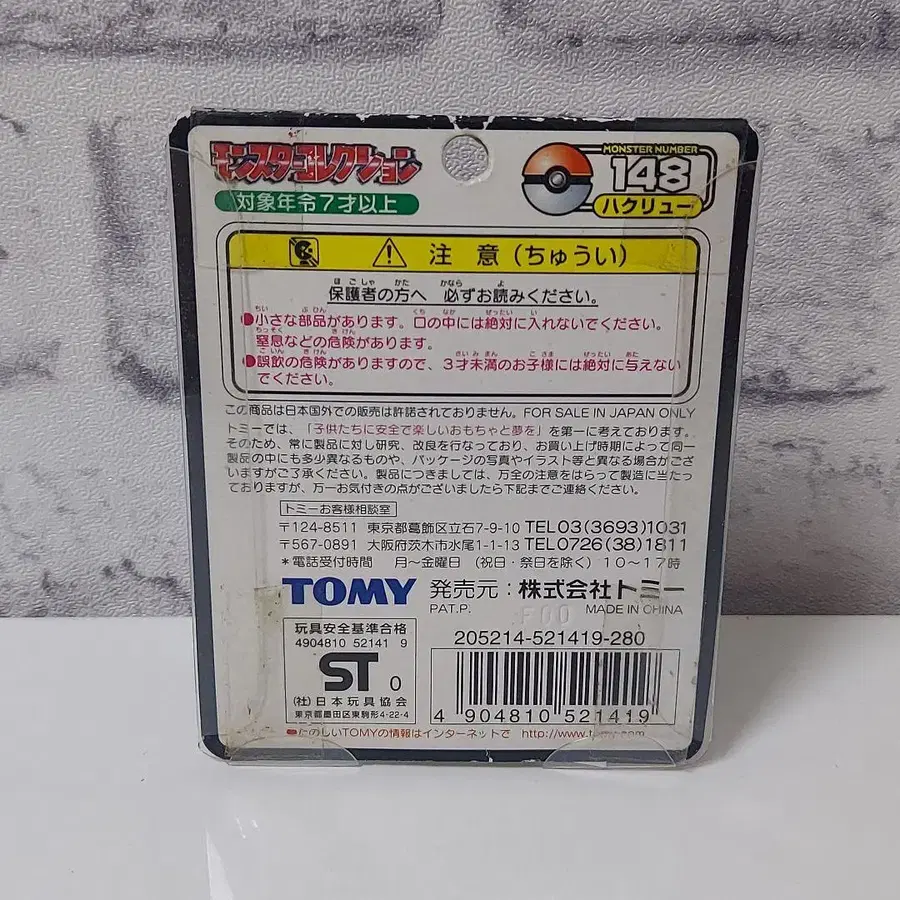 モンスターコレクション
対象年令7才以上
MONSTER NUMBER
148
ハクリュー
注 意 (ちゅうい)
保護者の方へ 必ずお読みください。
●小さな部品があります。口の中には絶対に入れないでください。
窒息などの危険があります。
●誤飲の危険がありますので、3才未満のお子様には絶対に与えない
でください。
この商品は日本国外での販売は許諾されておりません。FOR SALE IN JAPAN ONLY
トミーでは、「子供たちに安全で楽しいおもちゃと夢を」を第一に考えております。
そのため、常に製品に対し研究、改良を行なっており、お買い上げ時期によって同一
製品の中にも多少異なるものや、パッケージの写真やイラスト等と異なる場合がござ
いますがご了承ください。製品につきましては、万全の注意をはらって製造に当たっ
ておりますが、万一お気付きの点がございましたら下記までご連絡ください。
トミーお客様相談室
〒124-8511 東京都葛飾区立石7-9-10 TEL03(3693)1031
〒567-0891 大阪府茨木市水尾1-1-13 TEL0726(38)1811
*電話受付時間 月〜金曜日 (祝日・祭日を除く) 10〜17時
TOMY 発売元:株式会社トミー
PAT.P. F00 MADE IN CHINA
205214-521419-280
玩具安全基準合格
4904810 52141 9
ST 0
(社)日本玩具協会
東京都墨田区東駒形4-22-4
4 904810 521419
●たのしいTOMYの情報はインターネットで http://www.tomy.com